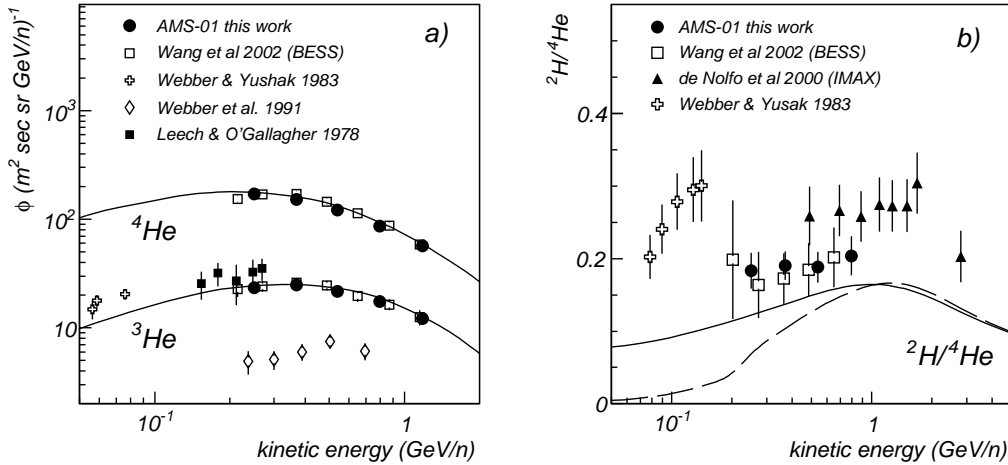 a)
AMS-01 this work
Wang et al 2002 (BESS)
Webber & Yushak 1983
Webber et al. 1991
Leech & O'Gallagher 1978
ϕ (m² sec sr GeV/n)⁻¹
10³
10²
10
⁴He
³He
10⁻¹
1
kinetic energy (GeV/n)
b)
AMS-01 this work
Wang et al 2002 (BESS)
de Nolfo et al 2000 (IMAX)
Webber & Yusak 1983
²H/⁴He
0.4
0.2
0
²H/⁴He
10⁻¹
1
kinetic energy (GeV/n)